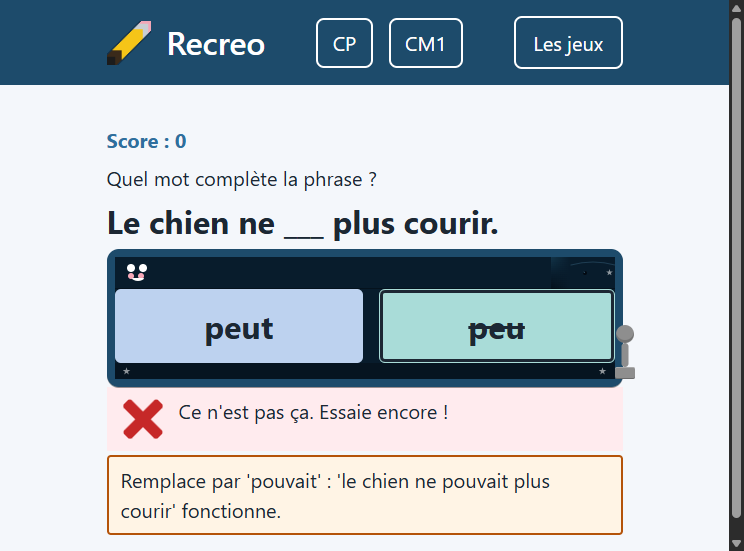 Recreo
CP
CM1
Les jeux
Score : 0
Quel mot complète la phrase ?
Le chien ne ___ plus courir.
peut
peu
Ce n'est pas ça. Essaie encore !
Remplace par 'pouvait' : 'le chien ne pouvait plus
courir' fonctionne.